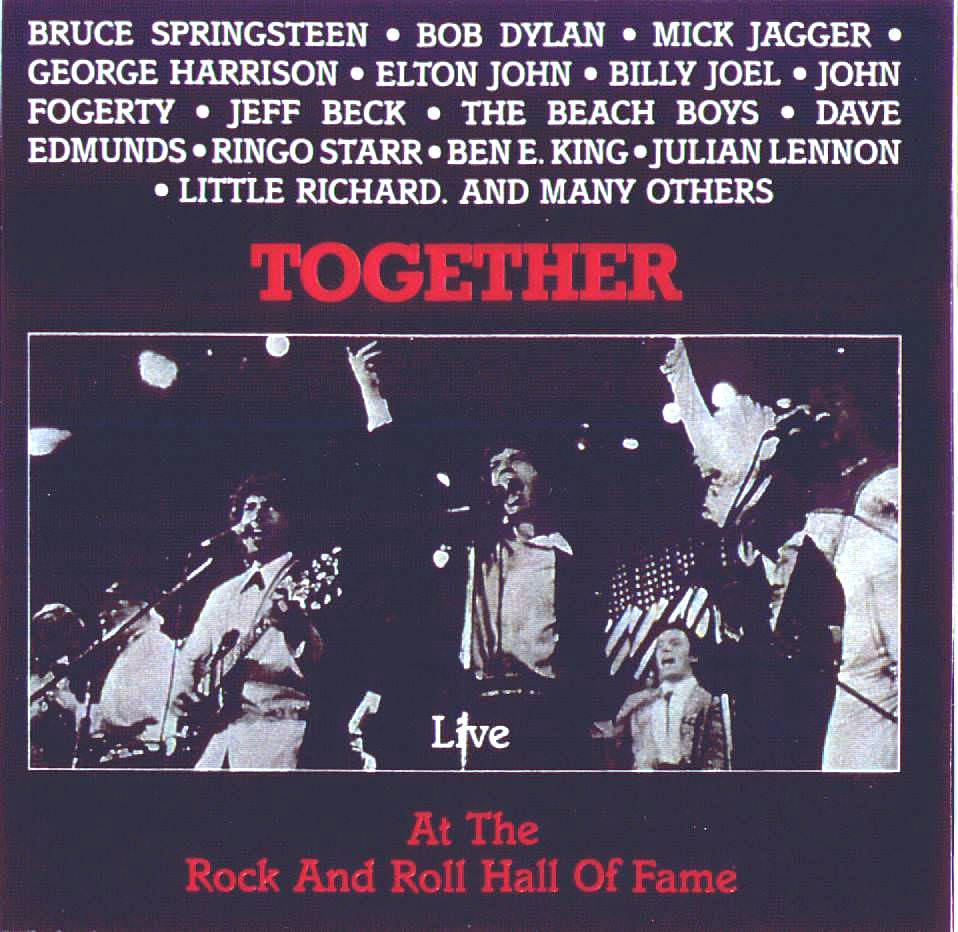 BRUCE SPRINGSTEEN • BOB DYLAN • MICK JAGGER •
GEORGE HARRISON • ELTON JOHN • BILLY JOEL • JOHN
FOGERTY • JEFF BECK • THE BEACH BOYS • DAVE
EDMUNDS • RINGO STARR • BEN E. KING • JULIAN LENNON
• LITTLE RICHARD. AND MANY OTHERS
TOGETHER
Live
At The
Rock And Roll Hall Of Fame